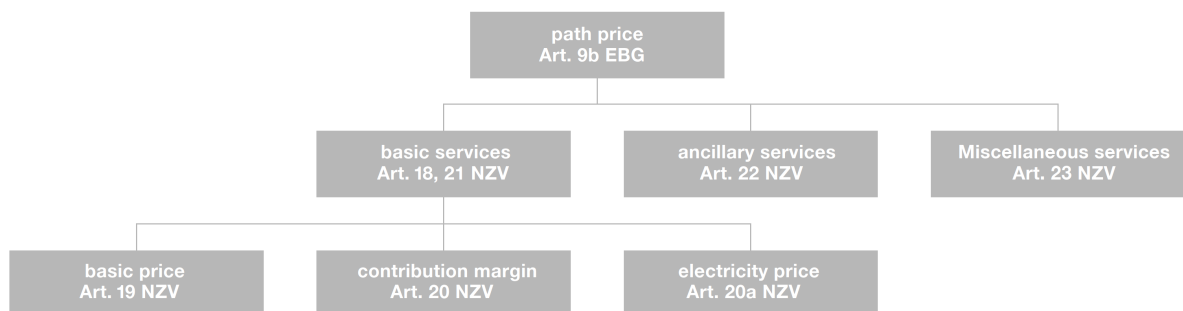 path price
Art. 9b EBG
basic services
Art. 18, 21 NZV
ancillary services
Art. 22 NZV
Miscellaneous services
Art. 23 NZV
basic price
Art. 19 NZV
contribution margin
Art. 20 NZV
electricity price
Art. 20a NZV